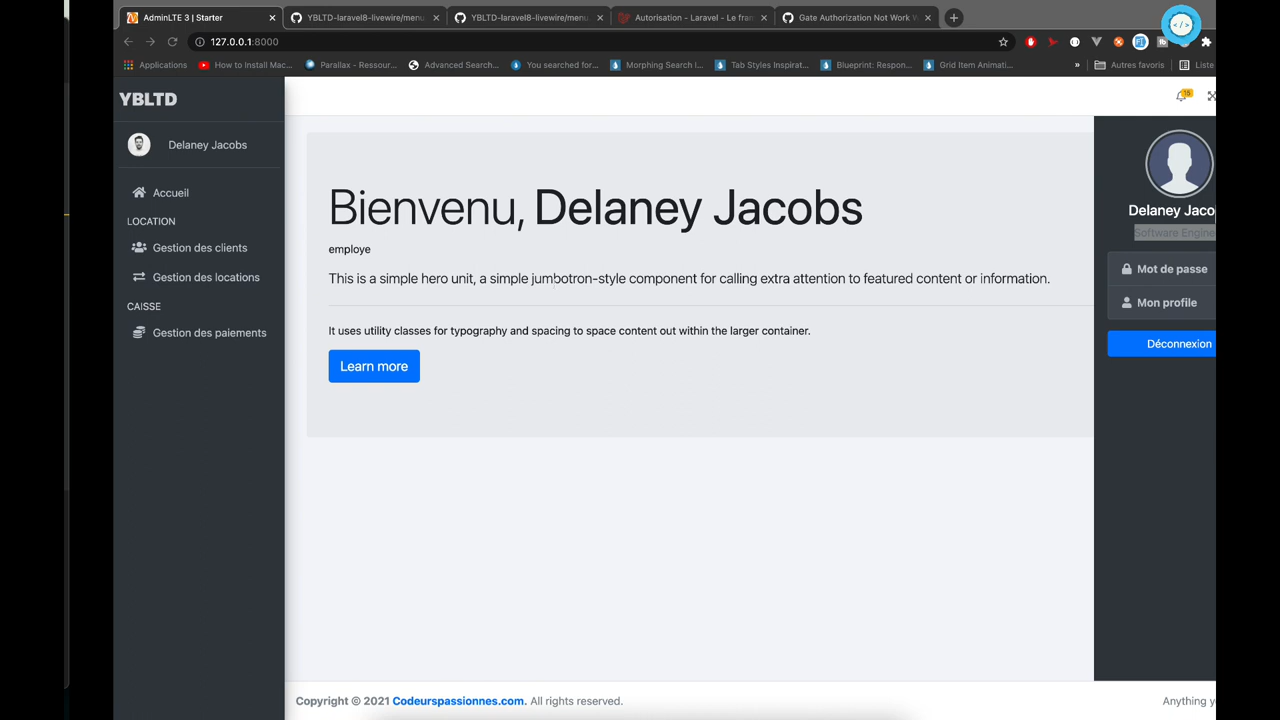 AdminLTE 3 | Starter
YBLTD-laravel8-livewire/menu
YBLTD-laravel8-livewire/menu
Autorisation - Laravel - Le fran
Gate Authorization Not Work W
127.0.0.1:8000
Applications
How to Install Mac...
Parallax - Ressour...
Advanced Search...
You searched for...
Morphing Search I...
Tab Styles Inspirat...
Blueprint: Respon...
Grid Item Animati...
»
Autres favoris
Liste
YBLTD
15
Delaney Jacobs
Accueil
LOCATION
Gestion des clients
Gestion des locations
CAISSE
Gestion des paiements
Bienvenu, Delaney Jacobs
employe
This is a simple hero unit, a simple jumbotron-style component for calling extra attention to featured content or information.
It uses utility classes for typography and spacing to space content out within the larger container.
Learn more
Delaney Jaco
Software Engine
Mot de passe
Mon profile
Déconnexion
Copyright © 2021 Codeurspassionnes.com. All rights reserved.
Anything y